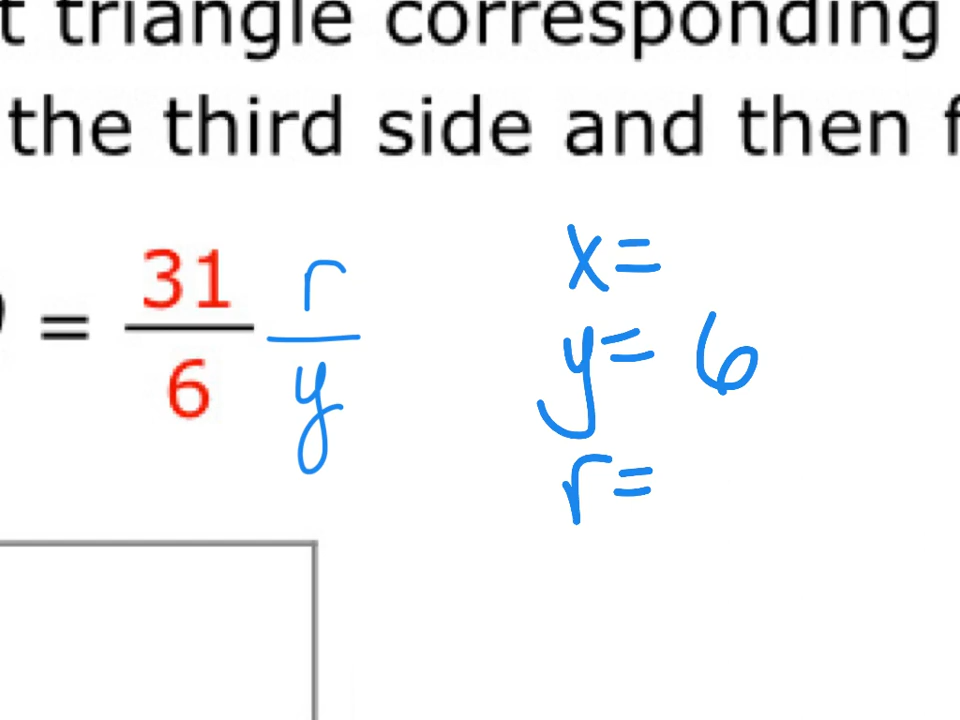 t triangle corresponding
the third side and then f
= 31/6 r/y
x=
y= 6
r=